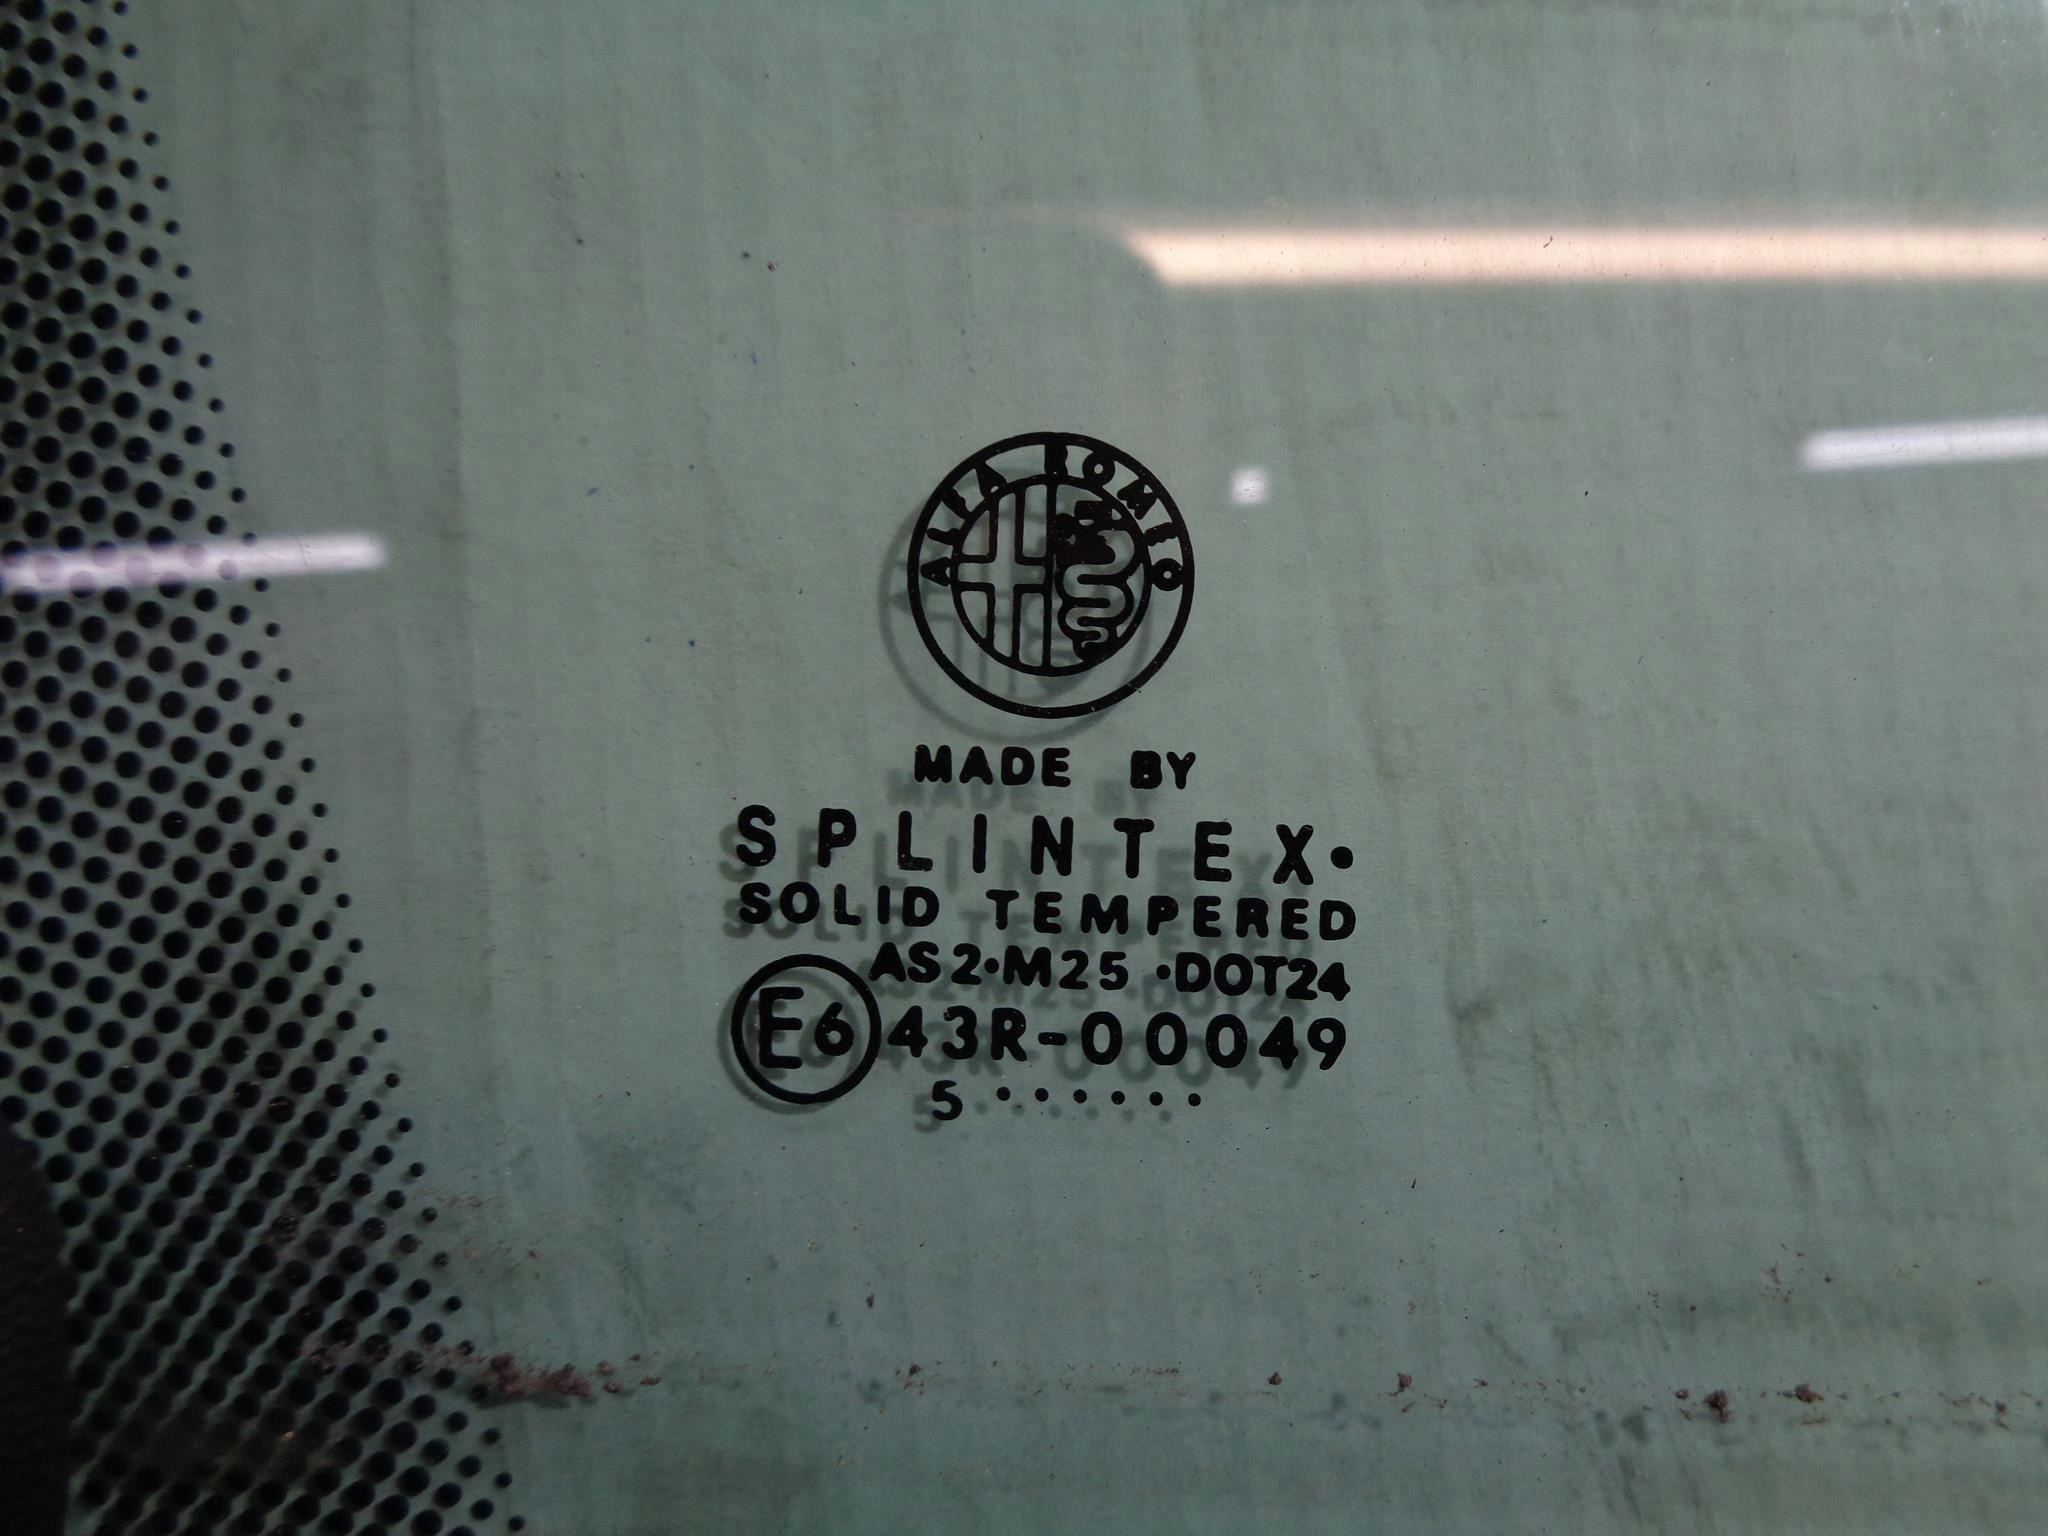 ALFA ROMEO
MADE BY
SPLINTEX•
SOLID TEMPERED
AS2•M25 •DOT24
E6 43R-00049
5 ••••••